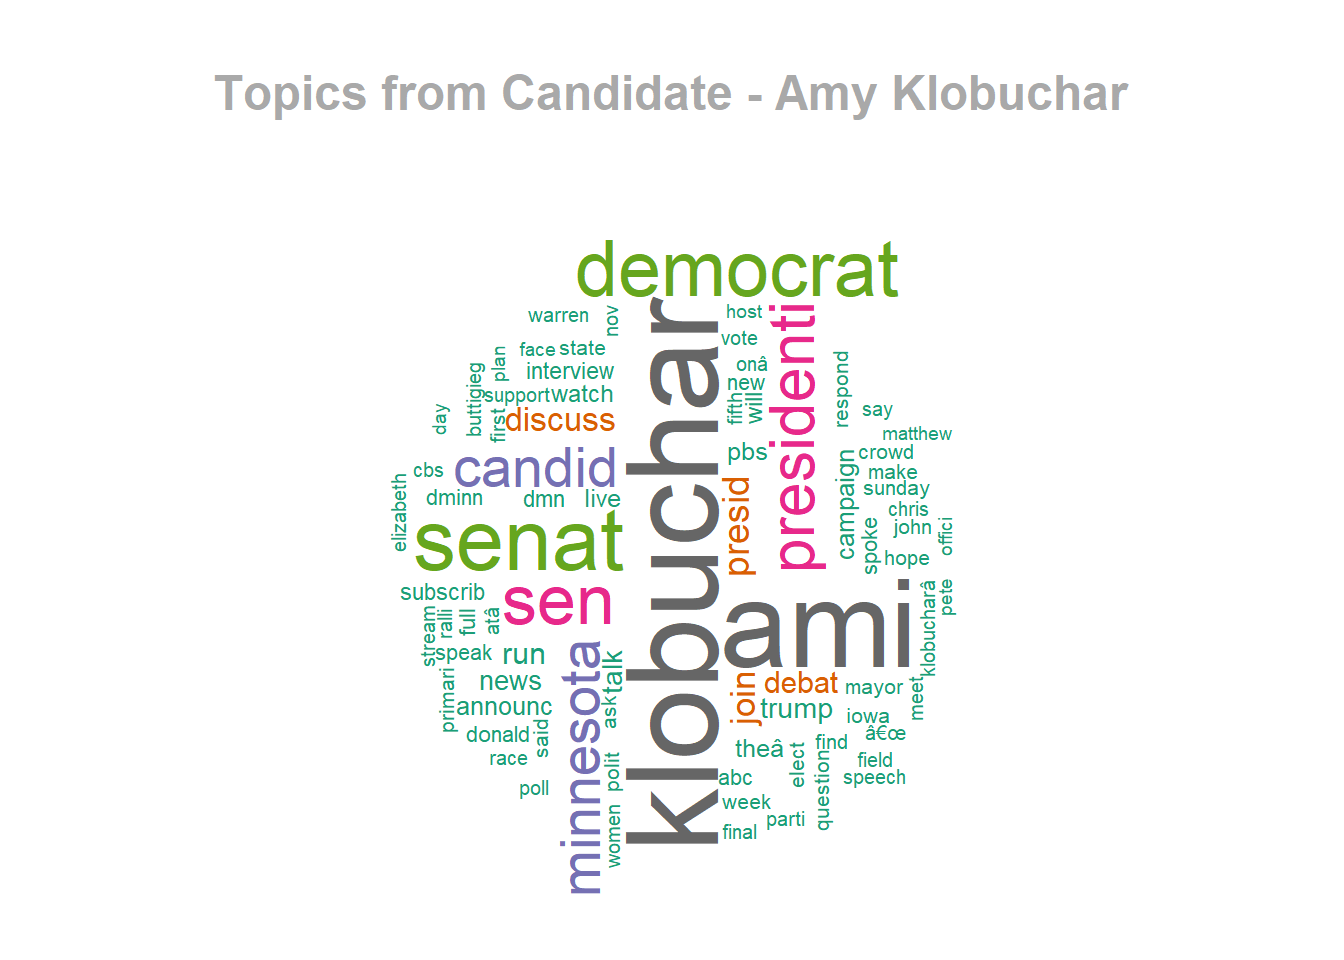 Topics from Candidate - Amy Klobuchar
democrat
klobuchar
presidenti
warren
nov
host
vote
face
state
plan
interview
onâ
new
buttigieg
support
watch
fifth
will
respond
day
first
discuss
say
matthew
pbs
crowd
candid
cbs
make
campaign
presid
sunday
elizabeth
dminn
dmn
live
chris
john
offici
senat
spoke
hope
sen
ami
subscrib
klobucharâ
pete
stream
ralli
full
atâ
speak
run
minnesota
talk
join
debat
mayor
meet
news
primari
announc
ask
trump
iowa
â€œ
donald
said
theâ
find
race
polit
abc
elect
question
field
speech
poll
week
women
final
parti